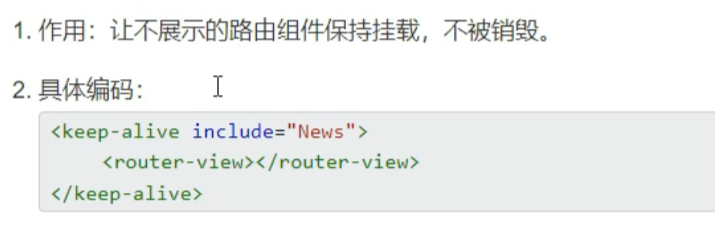 1. 作用：让不展示的路由组件保持挂载，不被销毁。
2. 具体编码：
<keep-alive include="News">
    <router-view></router-view>
</keep-alive>